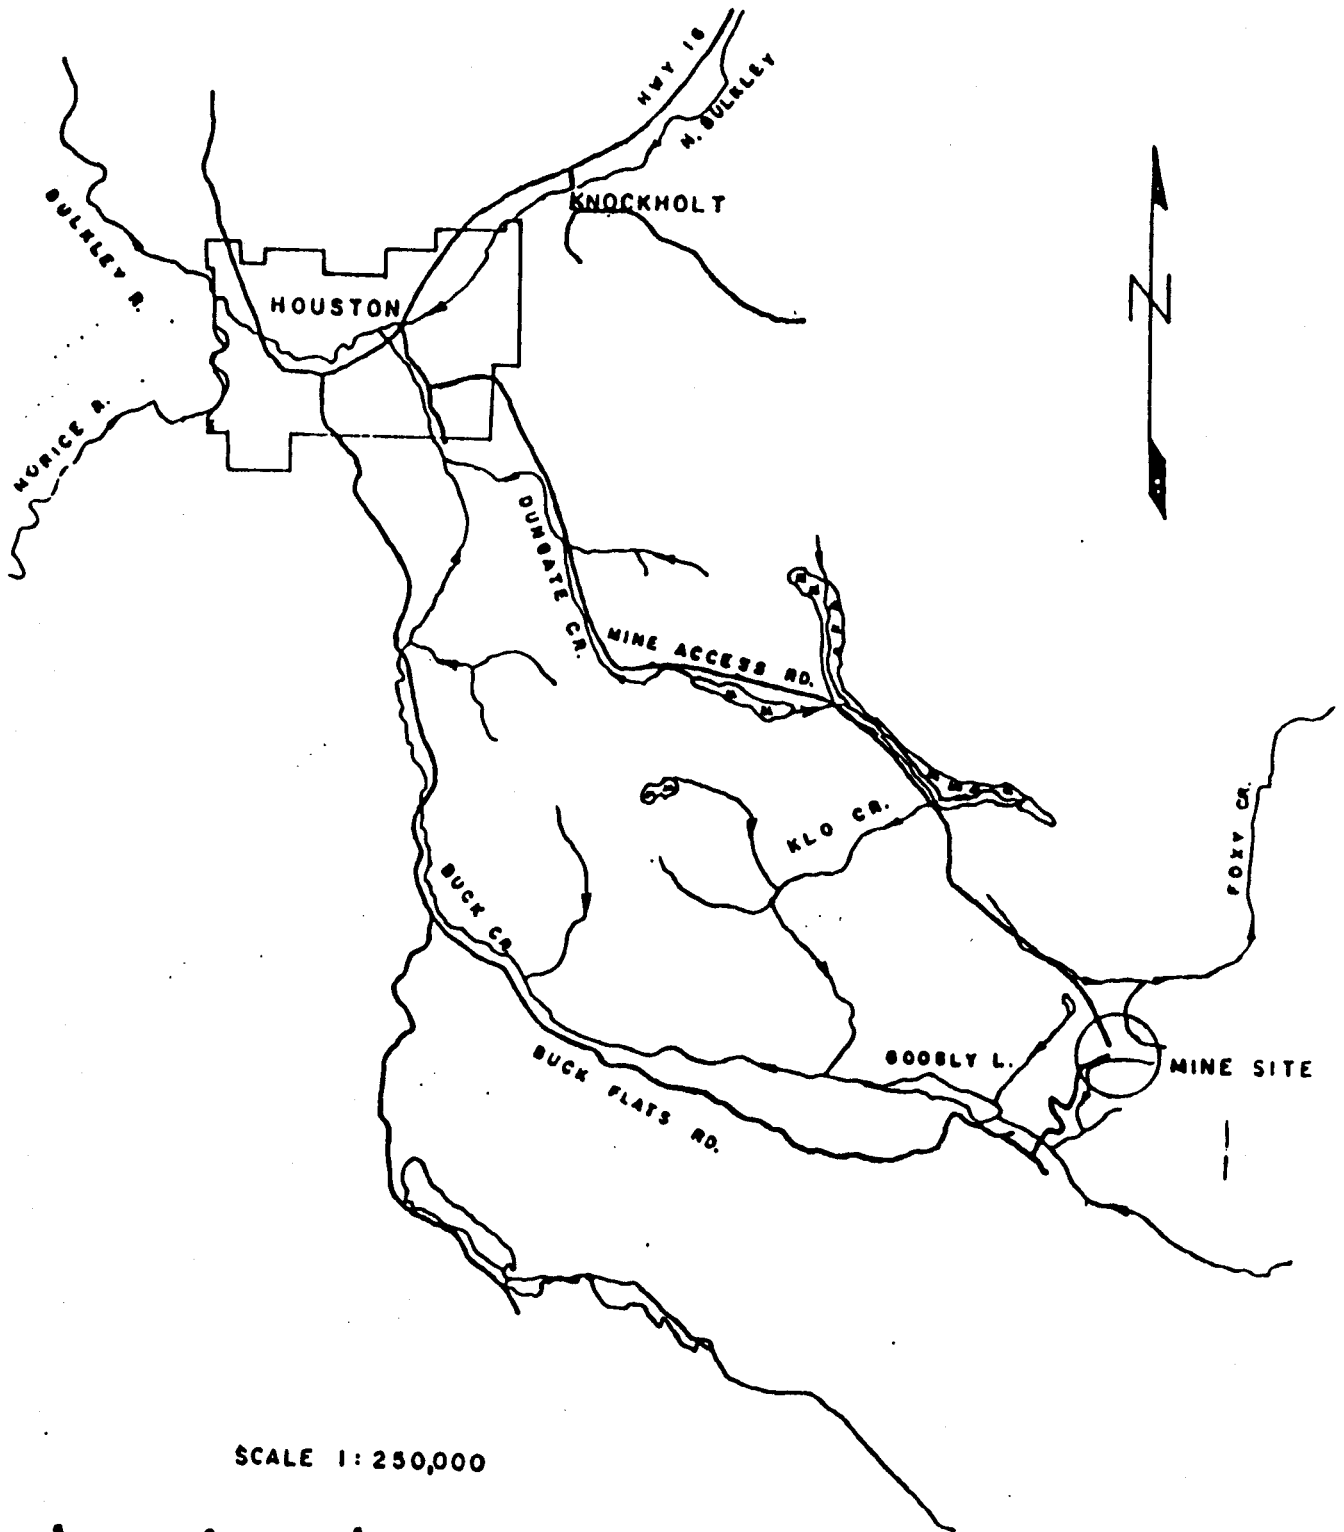 HWY 16
N. BULKLEY
KNOCKHOLT
BULKLEY R.
HOUSTON
MORICE R.
N
DUNGATE CR.
MINE ACCESS RD.
KLO CR.
FOXY CR.
BUCK CR.
GOOSLY L.
MINE SITE
BUCK FLATS RD.
SCALE 1:250,000